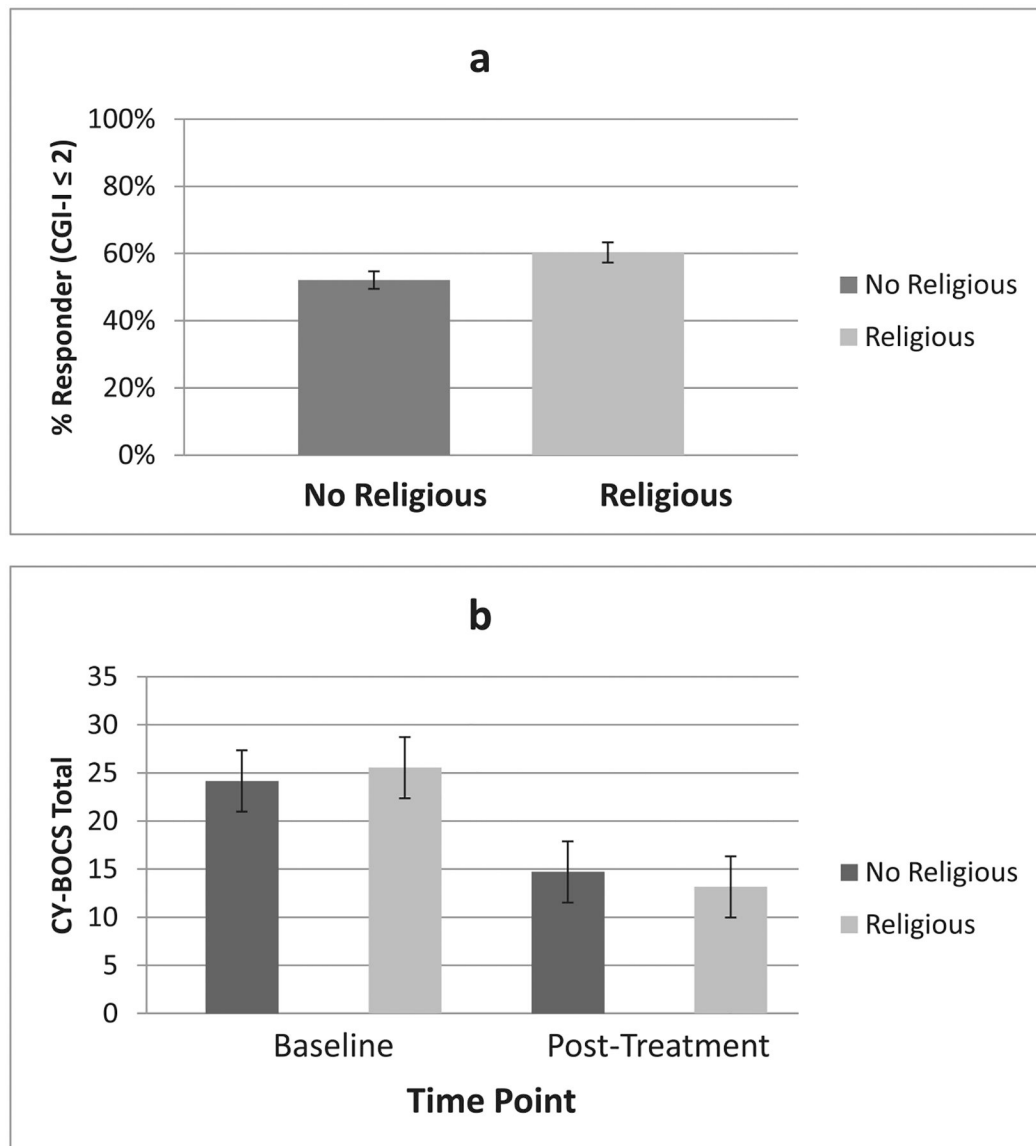 a
% Responder (CGI-I ≤ 2)
100%
80%
60%
40%
20%
0%
No Religious
Religious
No Religious
Religious
b
CY-BOCS Total
35
30
25
20
15
10
5
0
Baseline
Post-Treatment
Time Point
No Religious
Religious